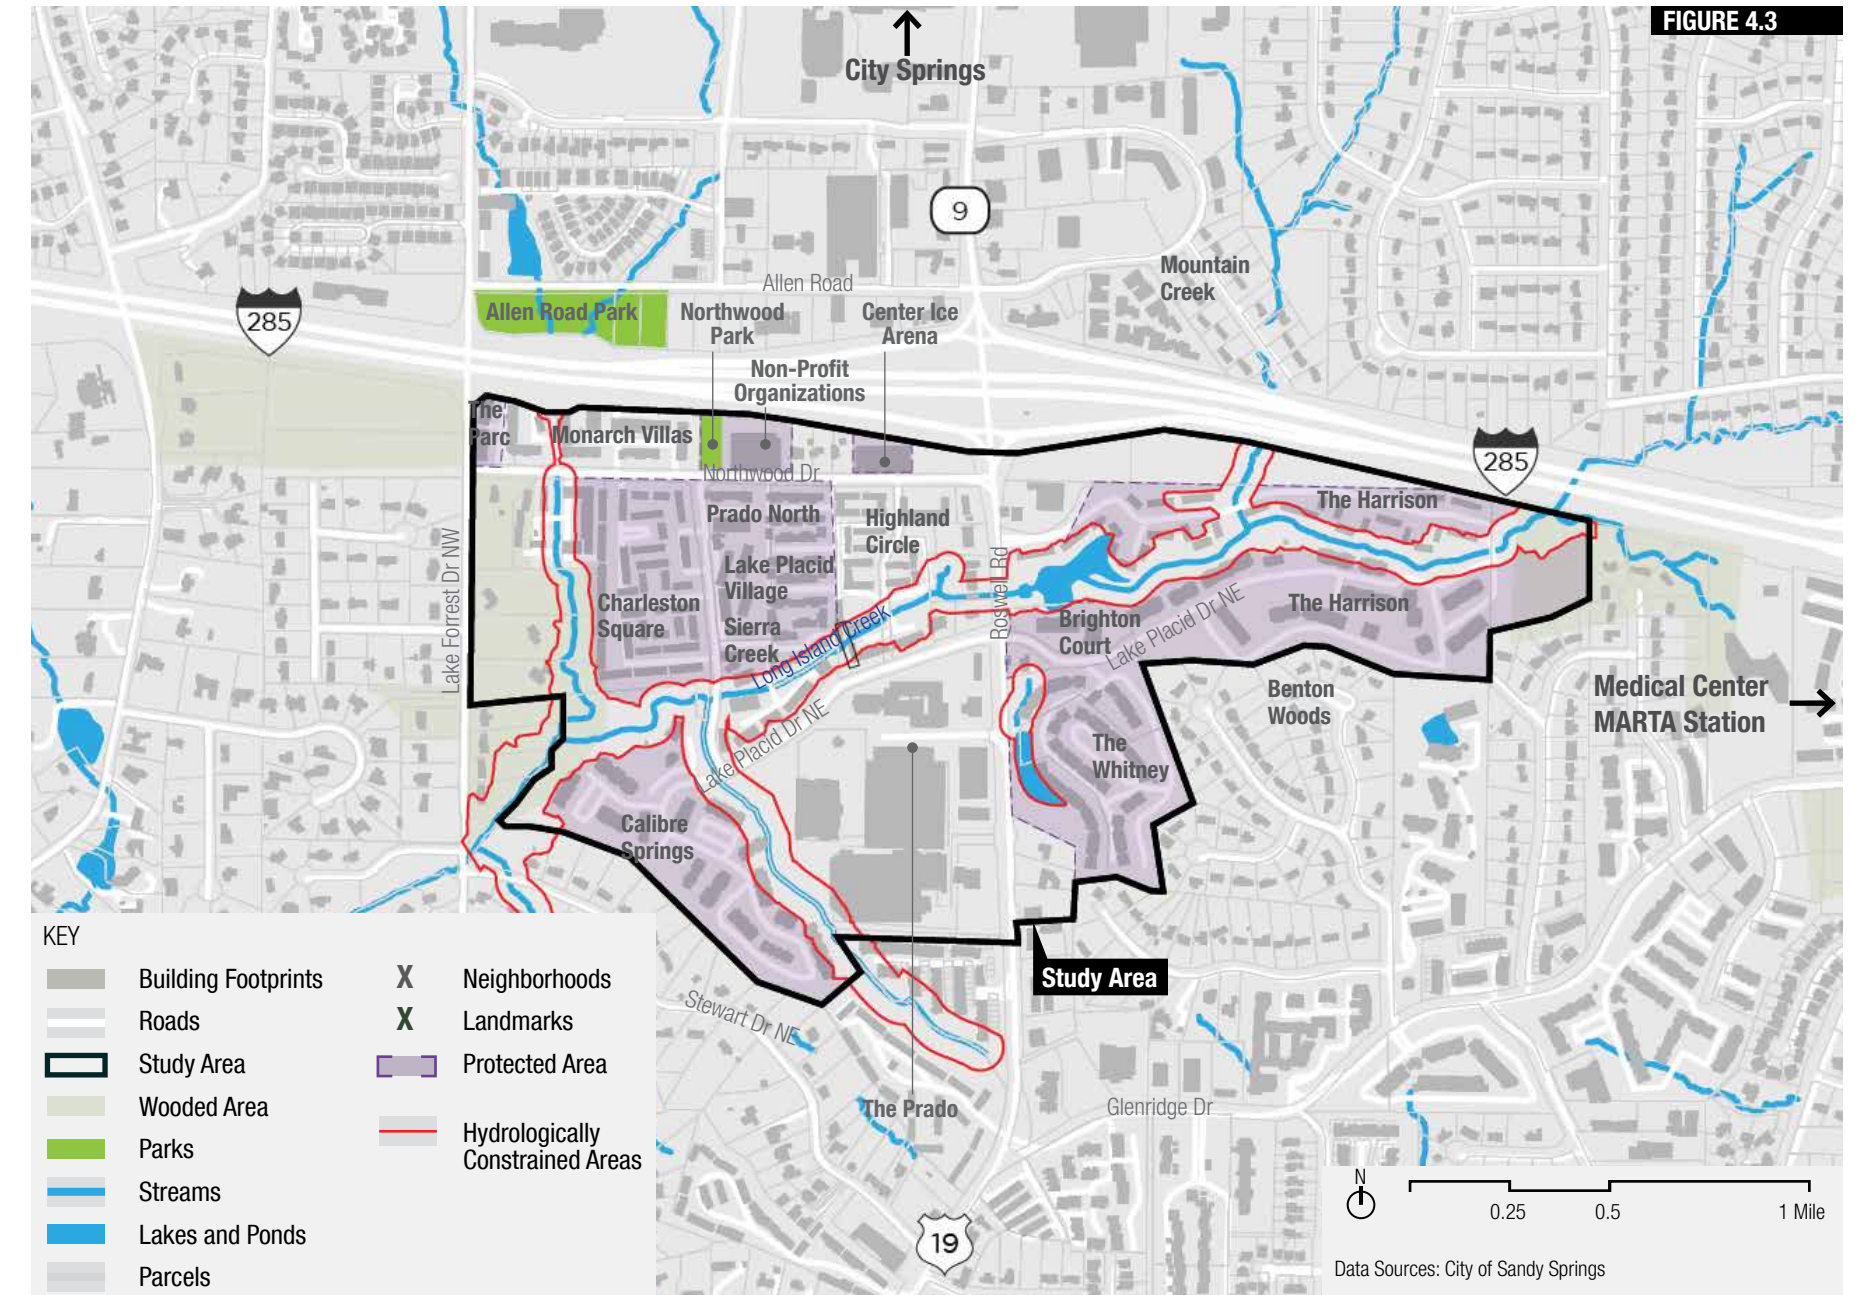 FIGURE 4.3
City Springs
9
Mountain
Creek
Allen Road
285
Allen Road Park
Northwood
Park
Center Ice
Arena
Non-Profit
Organizations
The
Parc
Monarch Villas
Northwood Dr
285
The Harrison
Prado North
Highland
Circle
Lake Forrest Dr NW
Lake Placid
Village
Charleston
Square
Sierra
Creek
Long Island Creek
Roswell Rd
Brighton
Court
Lake Placid Dr NE
The Harrison
Benton
Woods
Medical Center
MARTA Station
Lake Placid Dr NE
The
Whitney
Calibre
Springs
Study Area
Stewart Dr NE
The Prado
Glenridge Dr
19
KEY
Building Footprints
Roads
Study Area
Wooded Area
Parks
Streams
Lakes and Ponds
Parcels
X Neighborhoods
X Landmarks
Protected Area
Hydrologically
Constrained Areas
N
0.25 0.5 1 Mile
Data Sources: City of Sandy Springs